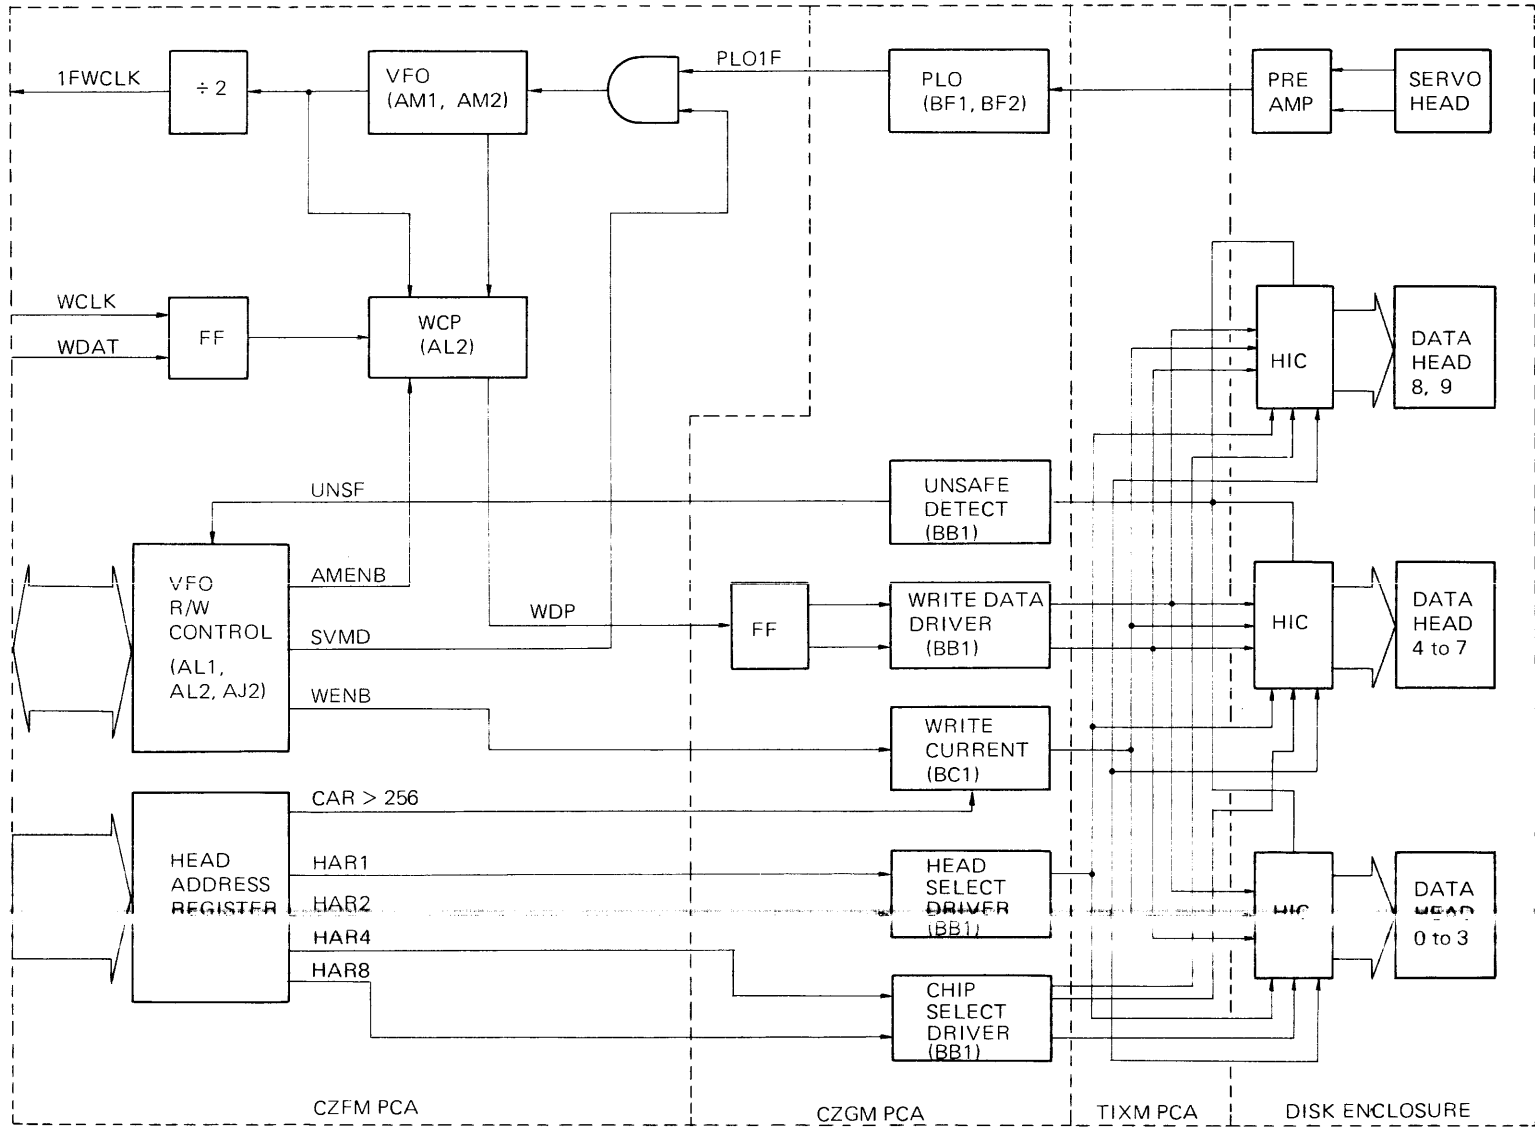 1FWCLK
÷ 2
VFO
(AM1, AM2)
PLO1F
PLO
(BF1, BF2)
PRE
AMP
SERVO
HEAD
WCLK
WDAT
FF
WCP
(AL2)
HIC
DATA
HEAD
8, 9
UNSF
UNSAFE
DETECT
(BB1)
VFO
R/W
CONTROL
(AL1,
AL2, AJ2)
AMENB
SVMD
WENB
WDP
FF
WRITE DATA
DRIVER
(BB1)
HIC
DATA
HEAD
4 to 7
WRITE
CURRENT
(BC1)
CAR > 256
HEAD
ADDRESS
REGISTER
HAR1
HAR2
HAR4
HAR8
HEAD
SELECT
DRIVER
(BB1)
HIC
DATA
HEAD
0 to 3
CHIP
SELECT
DRIVER
(BB1)
CZFM PCA
CZGM PCA
TIXM PCA
DISK ENCLOSURE